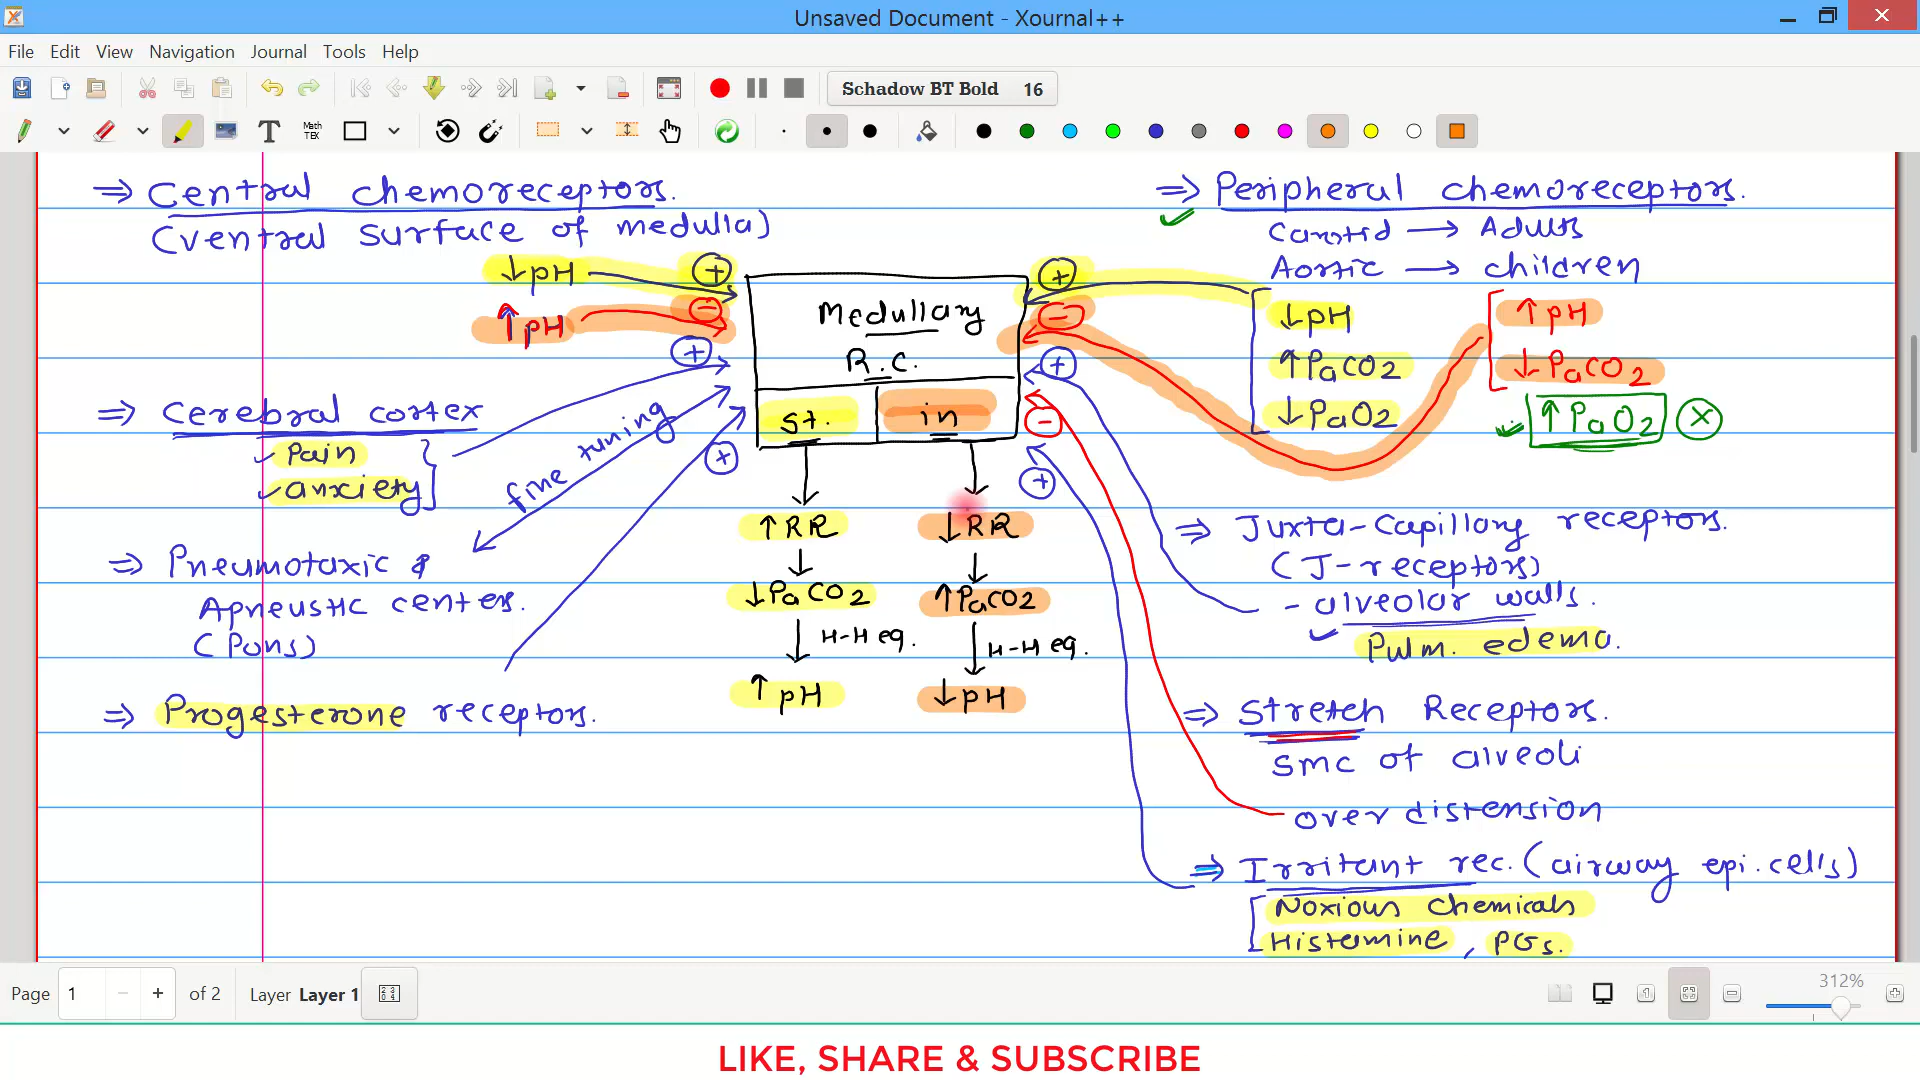 Unsaved Document - Xournal++
File Edit View Navigation Journal Tools Help
Schadow BT Bold 16
Math
TEX
⇒ Central chemoreceptors.
(ventral surface of medulla)
↓pH +
↑pH −
+
⇒ Cerebral cortex
Pain
anxiety
fine tuning
⇒ Pneumotaxic &
Apneustic centers.
(Pons)
+
⇒ Progesterone receptors.
Medullary
R.C.
St. in
↑RR
↓PaCO2
H-H eq.
↑pH
↓RR
↑PaCO2
H-H eq.
↓pH
⇒ Peripheral chemoreceptors.
Carotid → Adults
Aortic → children
+
−
+
−
+
↓pH
↑PaCO2
↓PaO2
↑pH
↓PaCO2
↑PaO2 X
⇒ Juxta-capillary receptors.
(J-receptors)
- alveolar walls.
Pulm. edema.
⇒ Stretch Receptors.
smc of alveoli
over distension
⇒ Irritant rec. (airway epi. cells)
Noxious chemicals
Histamine, PGs.
Page 1 − + of 2 Layer Layer 1
312%
LIKE, SHARE & SUBSCRIBE